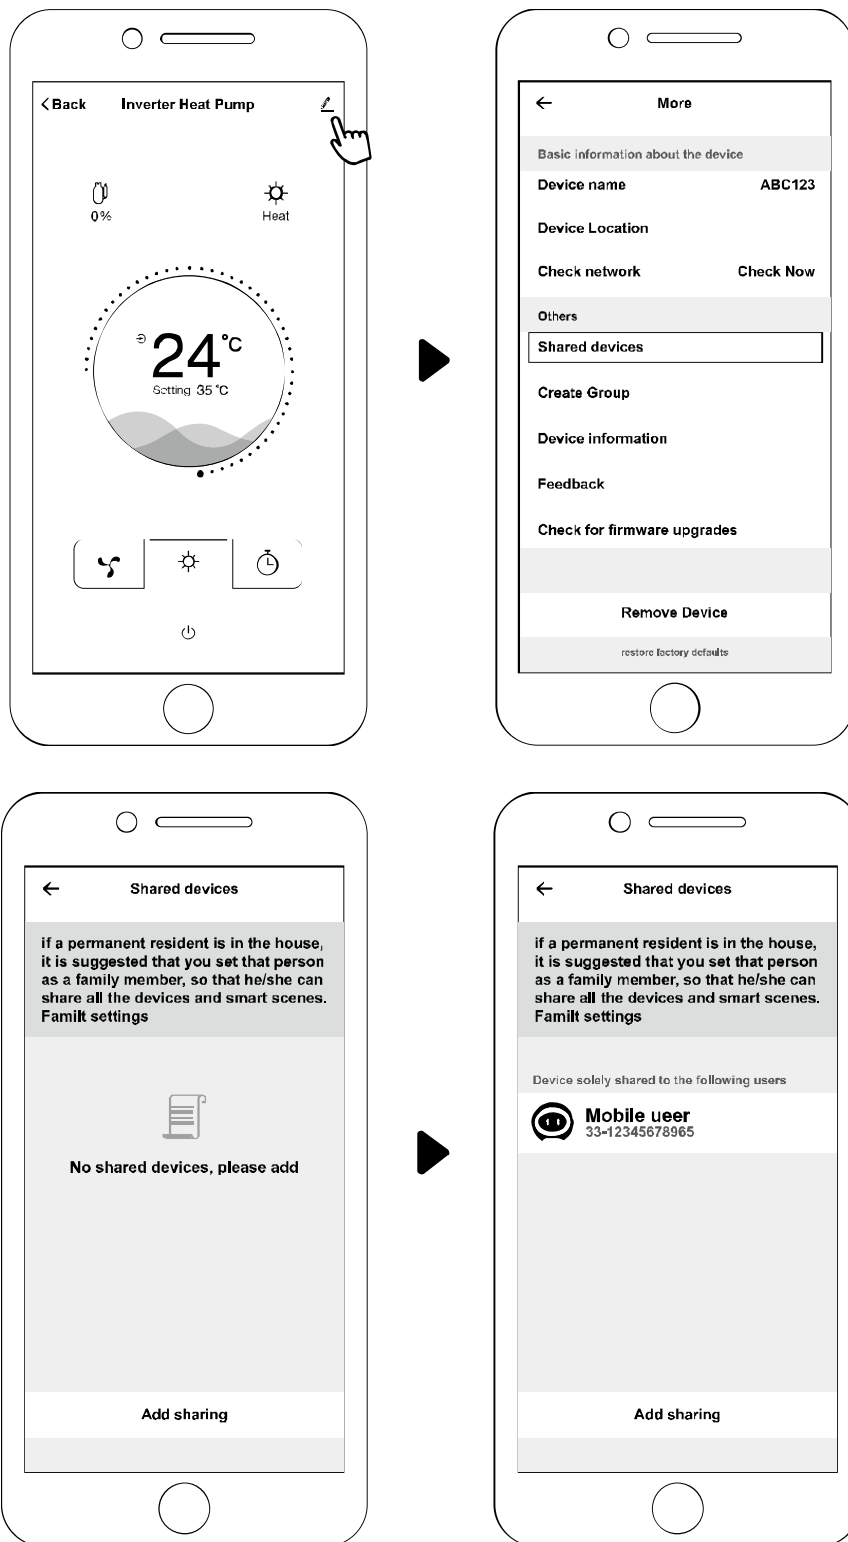 Back Inverter Heat Pump
0%
Heat
24°C
Setting 35°C
More
Basic information about the device
Device name ABC123
Device Location
Check network Check Now
Others
Shared devices
Create Group
Device information
Feedback
Check for firmware upgrades
Remove Device
restore factory defaults
Shared devices
if a permanent resident is in the house,
it is suggested that you set that person
as a family member, so that he/she can
share all the devices and smart scenes.
Familt settings
No shared devices, please add
Add sharing
Shared devices
if a permanent resident is in the house,
it is suggested that you set that person
as a family member, so that he/she can
share all the devices and smart scenes.
Familt settings
Device solely shared to the following users
Mobile ueer
33-12345678965
Add sharing